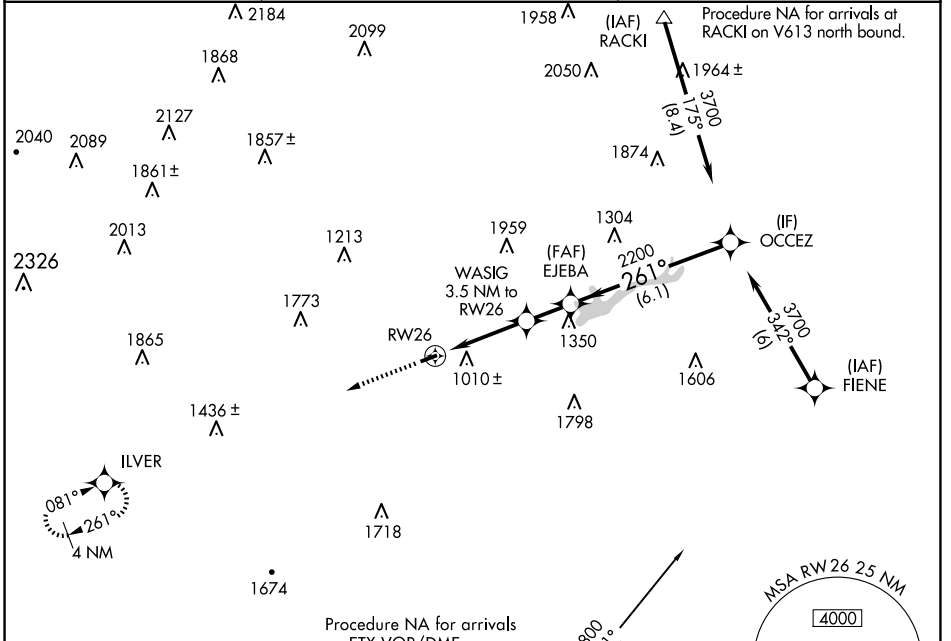 2184
1958
(IAF)
RACKI
Procedure NA for arrivals at
RACKI on V613 north bound.
2099
1868
2050
1964 ±
3700
175°
(8.4)
2127
2040
2089
1857 ±
1861 ±
1874
2013
1213
1959
1304
(IF)
OCCEZ
2326
WASIG
3.5 NM to
RW26
(FAF)
EJEBA
2200
261°
(6.1)
1773
RW26
1350
3700
342°
(6)
1865
1010 ±
1606
(IAF)
FIENE
1436 ±
1798
ILVER
081°
261°
4 NM
1718
1674
MSA RW 26 25 NM
4000
Procedure NA for arrivals